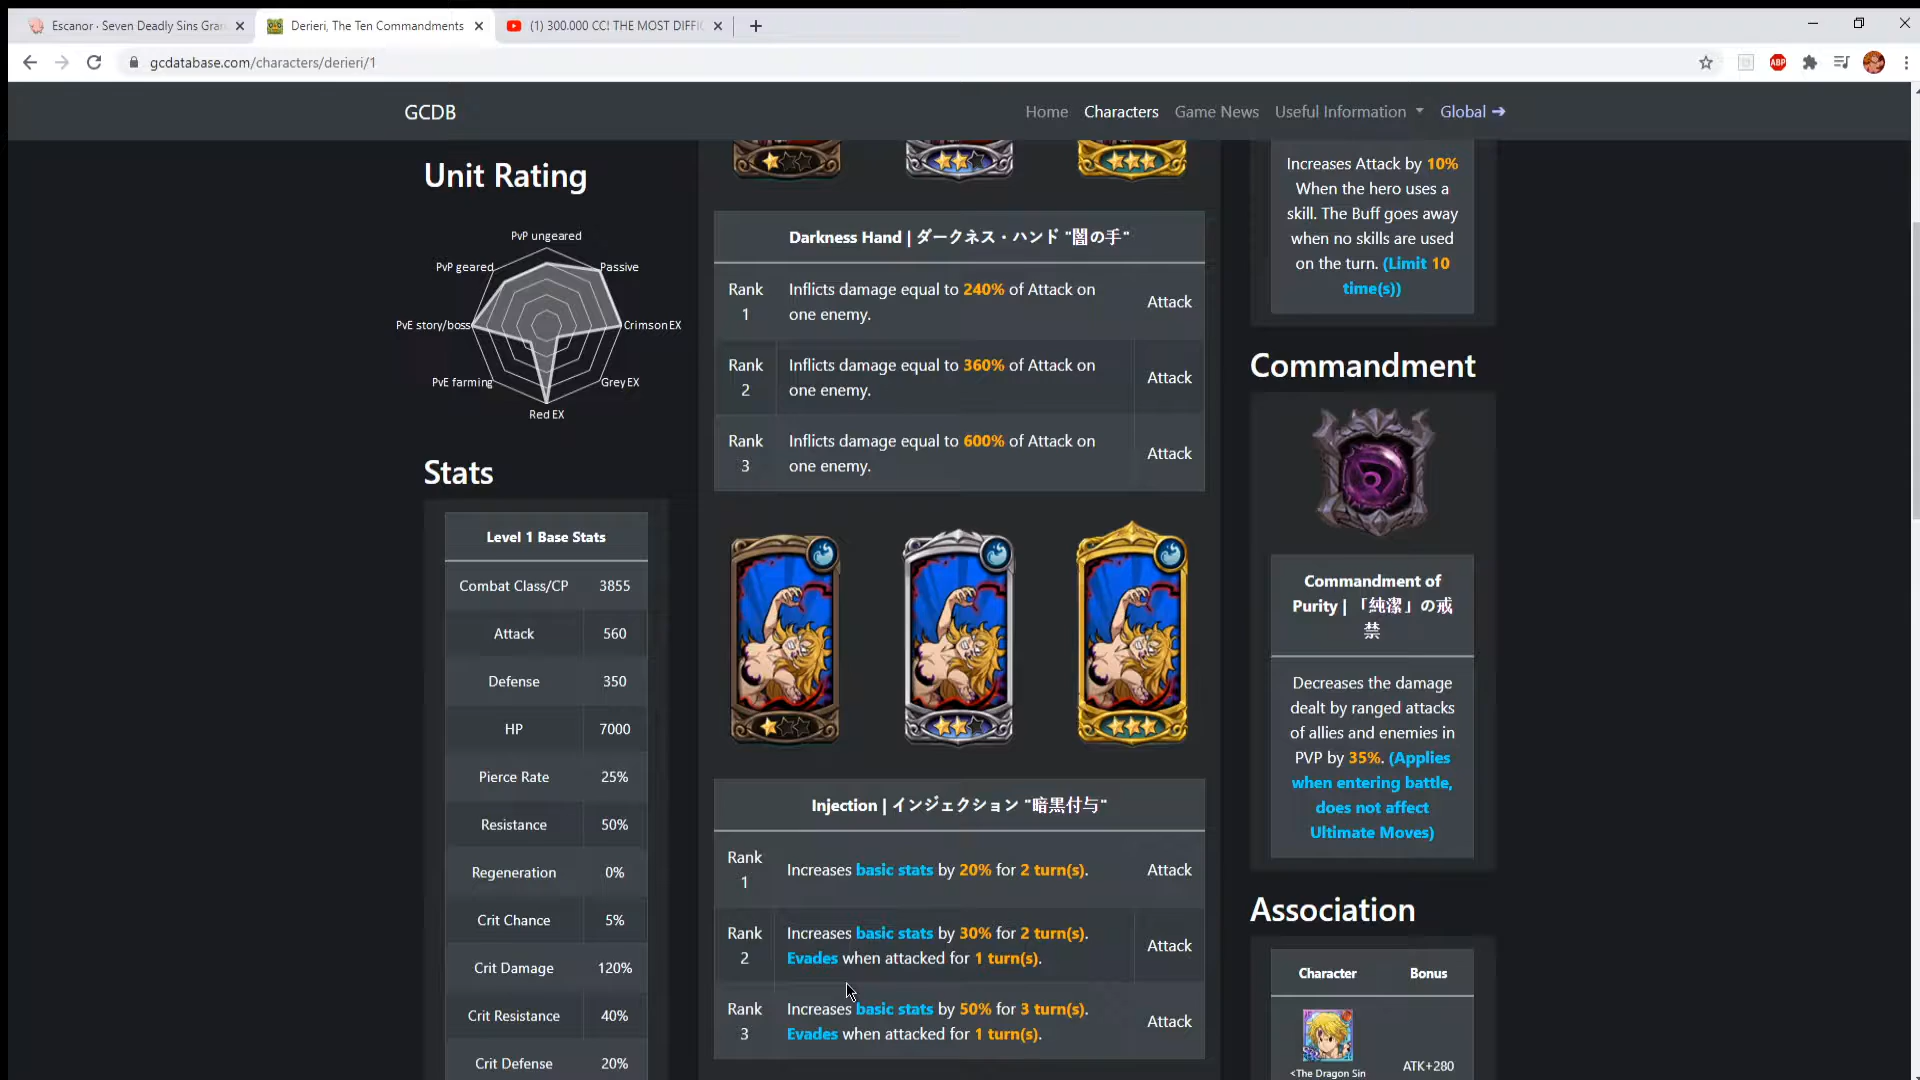 Escanor · Seven Deadly Sins Gra
Derieri, The Ten Commandments
(1) 300.000 CC! THE MOST DIFFI
gcdatabase.com/characters/derieri/1
ABP
GCDB
Home
Characters
Game News
Useful Information
Global
Unit Rating
PvP ungeared
PvP geared
Passive
PvE story/boss
Crimson EX
PvE farming
Grey EX
Red EX
Stats
Level 1 Base Stats
Combat Class/CP 3855
Attack 560
Defense 350
HP 7000
Pierce Rate 25%
Resistance 50%
Regeneration 0%
Crit Chance 5%
Crit Damage 120%
Crit Resistance 40%
Crit Defense 20%
Darkness Hand | ダークネス・ハンド "闇の手"
Rank
1
Inflicts damage equal to 240% of Attack on
one enemy.
Attack
Rank
2
Inflicts damage equal to 360% of Attack on
one enemy.
Attack
Rank
3
Inflicts damage equal to 600% of Attack on
one enemy.
Attack
Injection | インジェクション "暗黒付与"
Rank
1
Increases basic stats by 20% for 2 turn(s).
Attack
Rank
2
Increases basic stats by 30% for 2 turn(s).
Evades when attacked for 1 turn(s).
Attack
Rank
3
Increases basic stats by 50% for 3 turn(s).
Evades when attacked for 1 turn(s).
Attack
Increases Attack by 10%
When the hero uses a
skill. The Buff goes away
when no skills are used
on the turn. (Limit 10
time(s))
Commandment
Commandment of
Purity | 「純潔」の戒
禁
Decreases the damage
dealt by ranged attacks
of allies and enemies in
PVP by 35%. (Applies
when entering battle,
does not affect
Ultimate Moves)
Association
Character Bonus
<The Dragon Sin
ATK+280